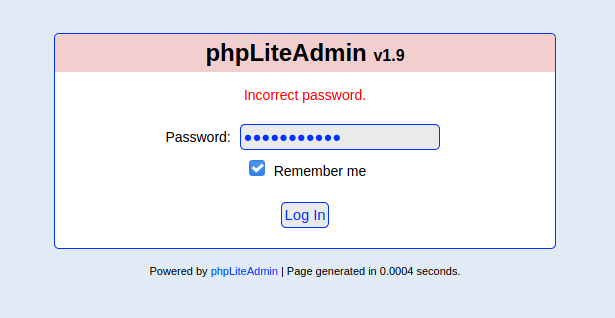 phpLiteAdmin v1.9
Incorrect password.
Password: ●●●●●●●●●●●
Remember me
Log In
Powered by phpLiteAdmin | Page generated in 0.0004 seconds.